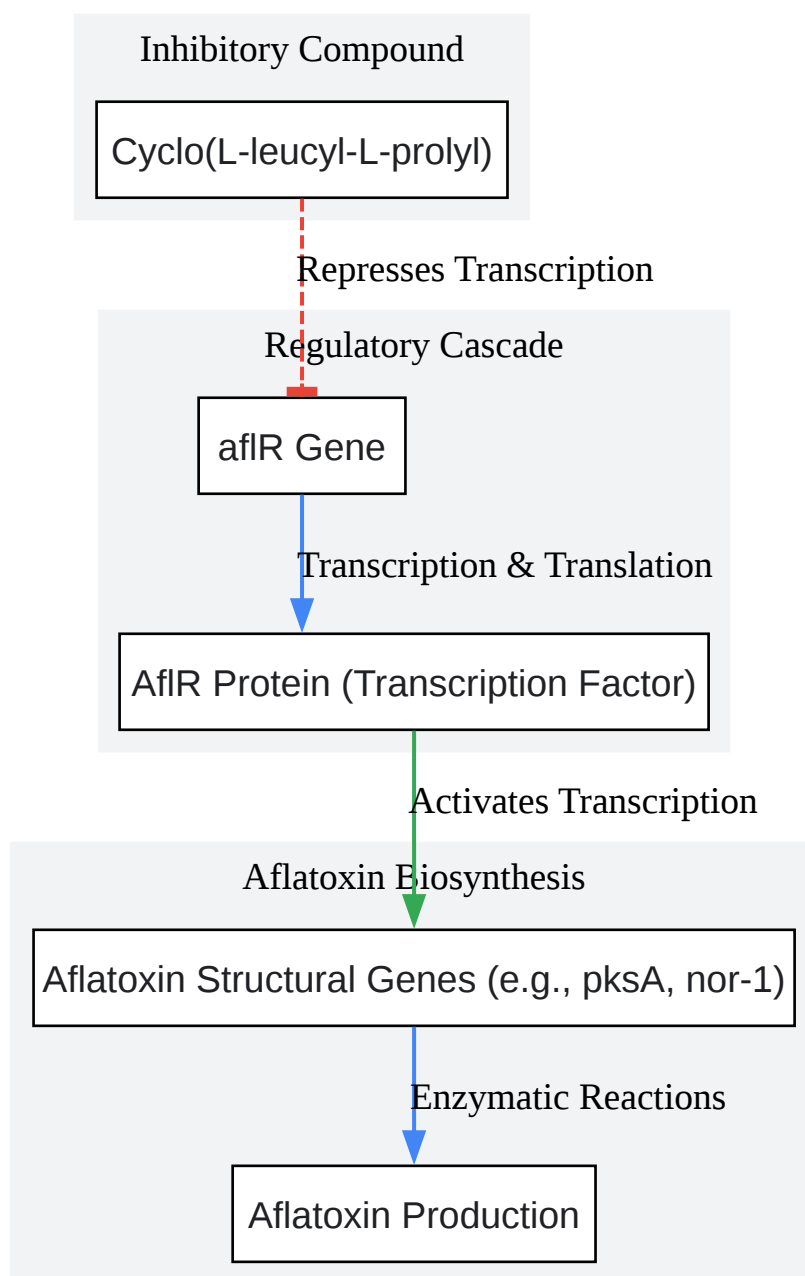 Inhibitory Compound
Cyclo(L-leucyl-L-prolyl)
Represses Transcription
Regulatory Cascade
aflR Gene
Transcription & Translation
AflR Protein (Transcription Factor)
Activates Transcription
Aflatoxin Biosynthesis
Aflatoxin Structural Genes (e.g., pksA, nor-1)
Enzymatic Reactions
Aflatoxin Production